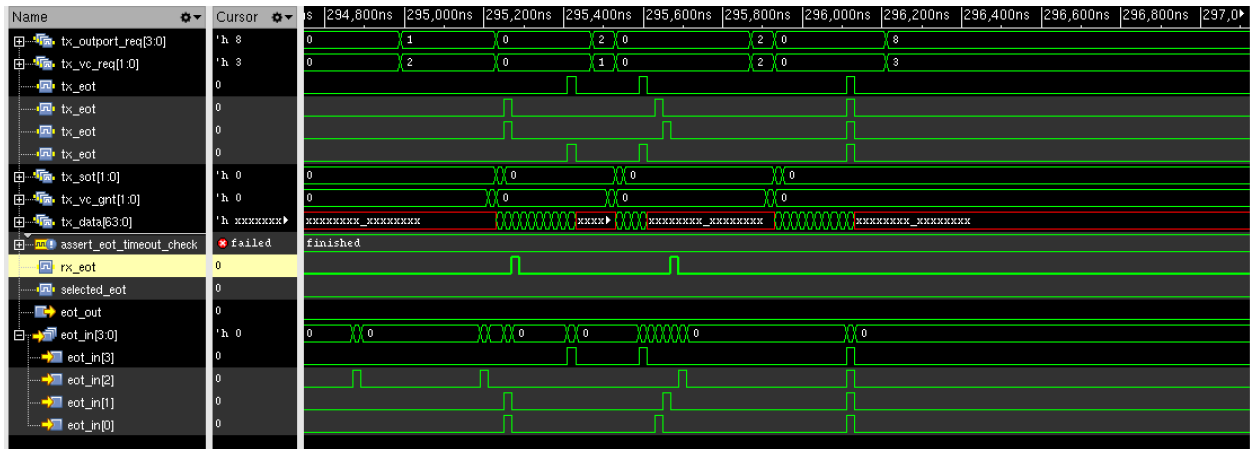 Name Cursor s 294,800ns 295,000ns 295,200ns 295,400ns 295,600ns 295,800ns 296,000ns 296,200ns 296,400ns 296,600ns 296,800ns 297,0
tx_outport_req[3:0] 'h 8 0 1 0 2 0 2 0 8
tx_vc_req[1:0] 'h 3 0 2 0 1 0 2 0 3
tx_eot 0
tx_eot 0
tx_eot 0
tx_eot 0
tx_sot[1:0] 'h 0 0 0 0 0
tx_vc_gnt[1:0] 'h 0 0 0 0 0
tx_data[63:0] 'h xxxxxxx xxxxxxxx_xxxxxxxx xxxx xxxxxxxx_xxxxxxxx xxxxxxxx_xxxxxxxx
assert_eot_timeout_check failed finished
rx_eot 0
selected_eot 0
eot_out 0
eot_in[3:0] 'h 0 0 0 0 0 0 0
eot_in[3] 0
eot_in[2] 0
eot_in[1] 0
eot_in[0] 0